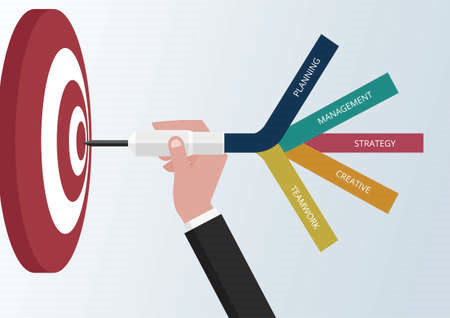 PLANNING
MANAGEMENT
STRATEGY
CREATIVE
TEAMWORK